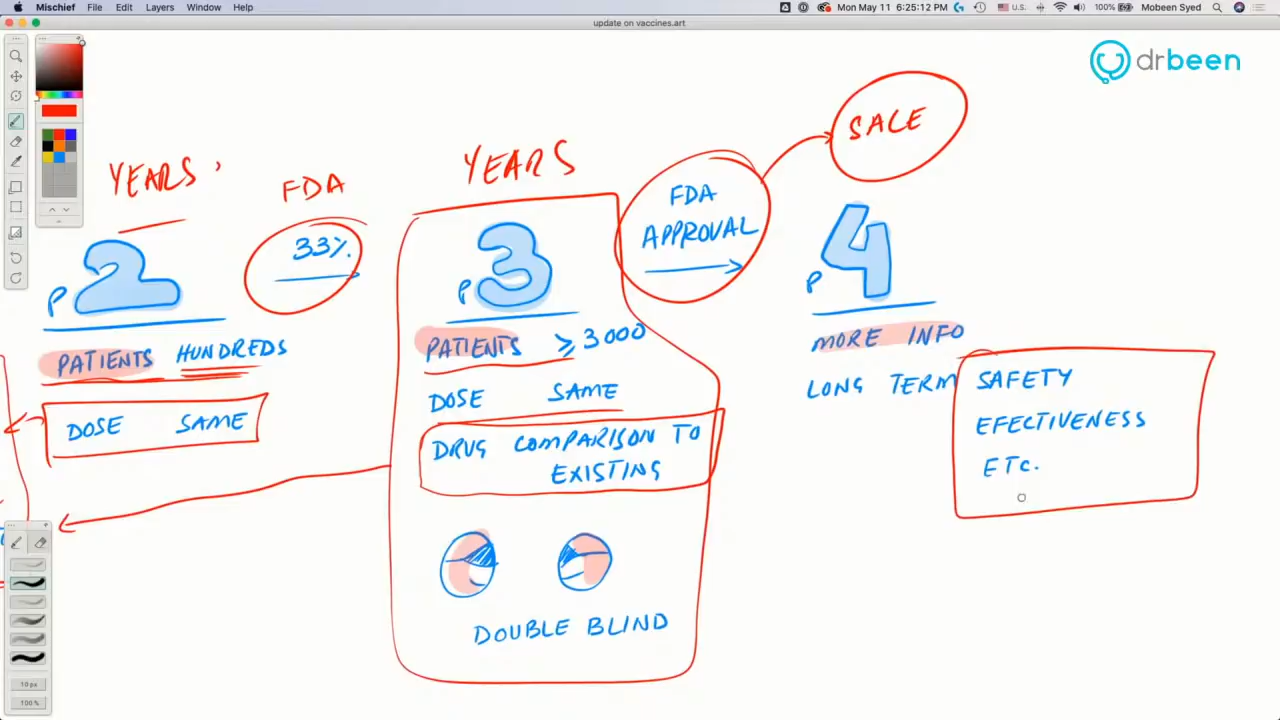 Mischief File Edit Layers Window Help
U.S. 100% Mon May 11 6:25:12 PM Mobeen Syed
update on vaccines.art
drbeen
SALE
YEARS
YEARS
FDA
FDA
APPROVAL
33%
P2
P3
P4
PATIENTS HUNDREDS
DOSE SAME
PATIENTS ≥ 3000
DOSE SAME
DRUG COMPARISON TO
EXISTING
DOUBLE BLIND
MORE INFO
LONG TERM SAFETY
EFECTIVENESS
ETC.
10 px
100 %